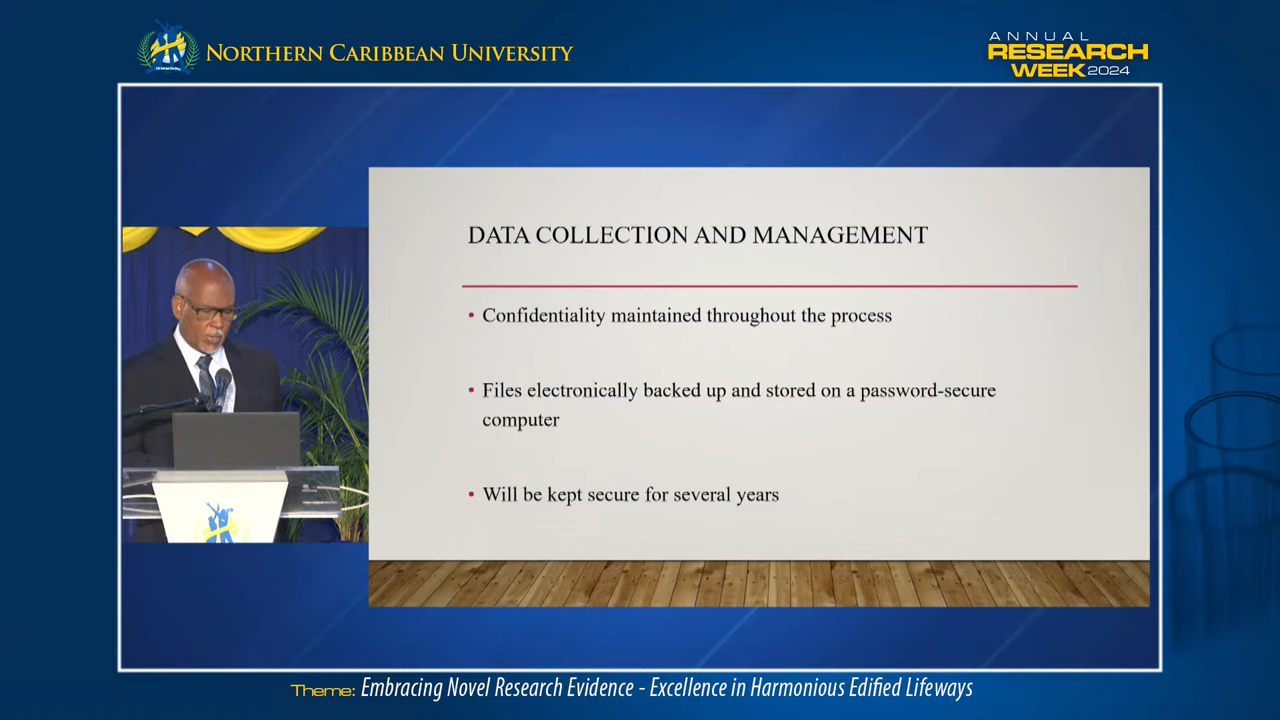 NORTHERN CARIBBEAN UNIVERSITY
ANNUAL
RESEARCH
WEEK 2024
DATA COLLECTION AND MANAGEMENT
• Confidentiality maintained throughout the process
• Files electronically backed up and stored on a password-secure
computer
• Will be kept secure for several years
Theme: Embracing Novel Research Evidence - Excellence in Harmonious Edified Lifeways